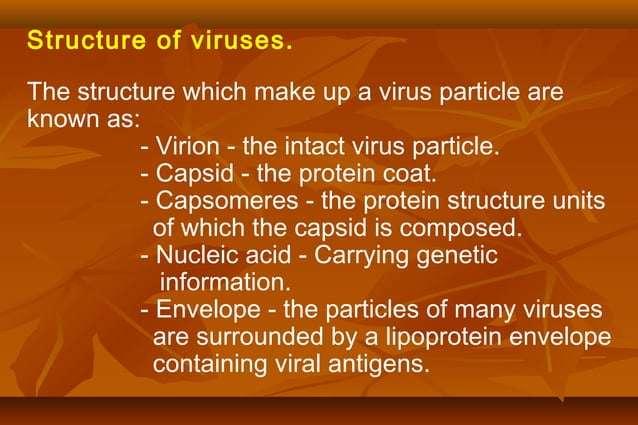 Structure of viruses.
The structure which make up a virus particle are
known as:
- Virion - the intact virus particle.
- Capsid - the protein coat.
- Capsomeres - the protein structure units
of which the capsid is composed.
- Nucleic acid - Carrying genetic
information.
- Envelope - the particles of many viruses
are surrounded by a lipoprotein envelope
containing viral antigens.